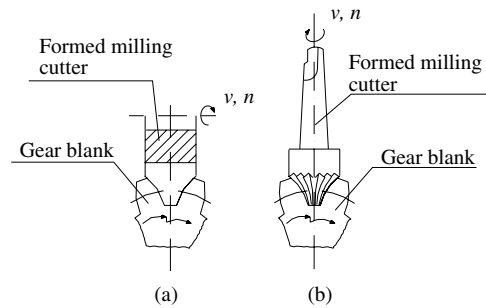 v, n
Formed milling
cutter
v, n
Gear blank
Formed milling
cutter
Gear blank
(a)
(b)